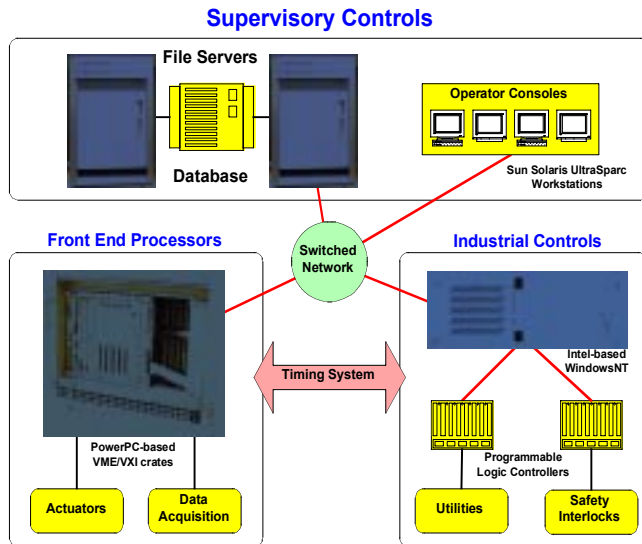 Supervisory Controls
File Servers
Database
Operator Consoles
Sun Solaris UltraSparc
Workstations
Front End Processors
Switched
Network
Industrial Controls
Timing System
Intel-based
WindowsNT
PowerPC-based
VME/VXI crates
Programmable
Logic Controllers
Actuators
Data
Acquisition
Utilities
Safety
Interlocks